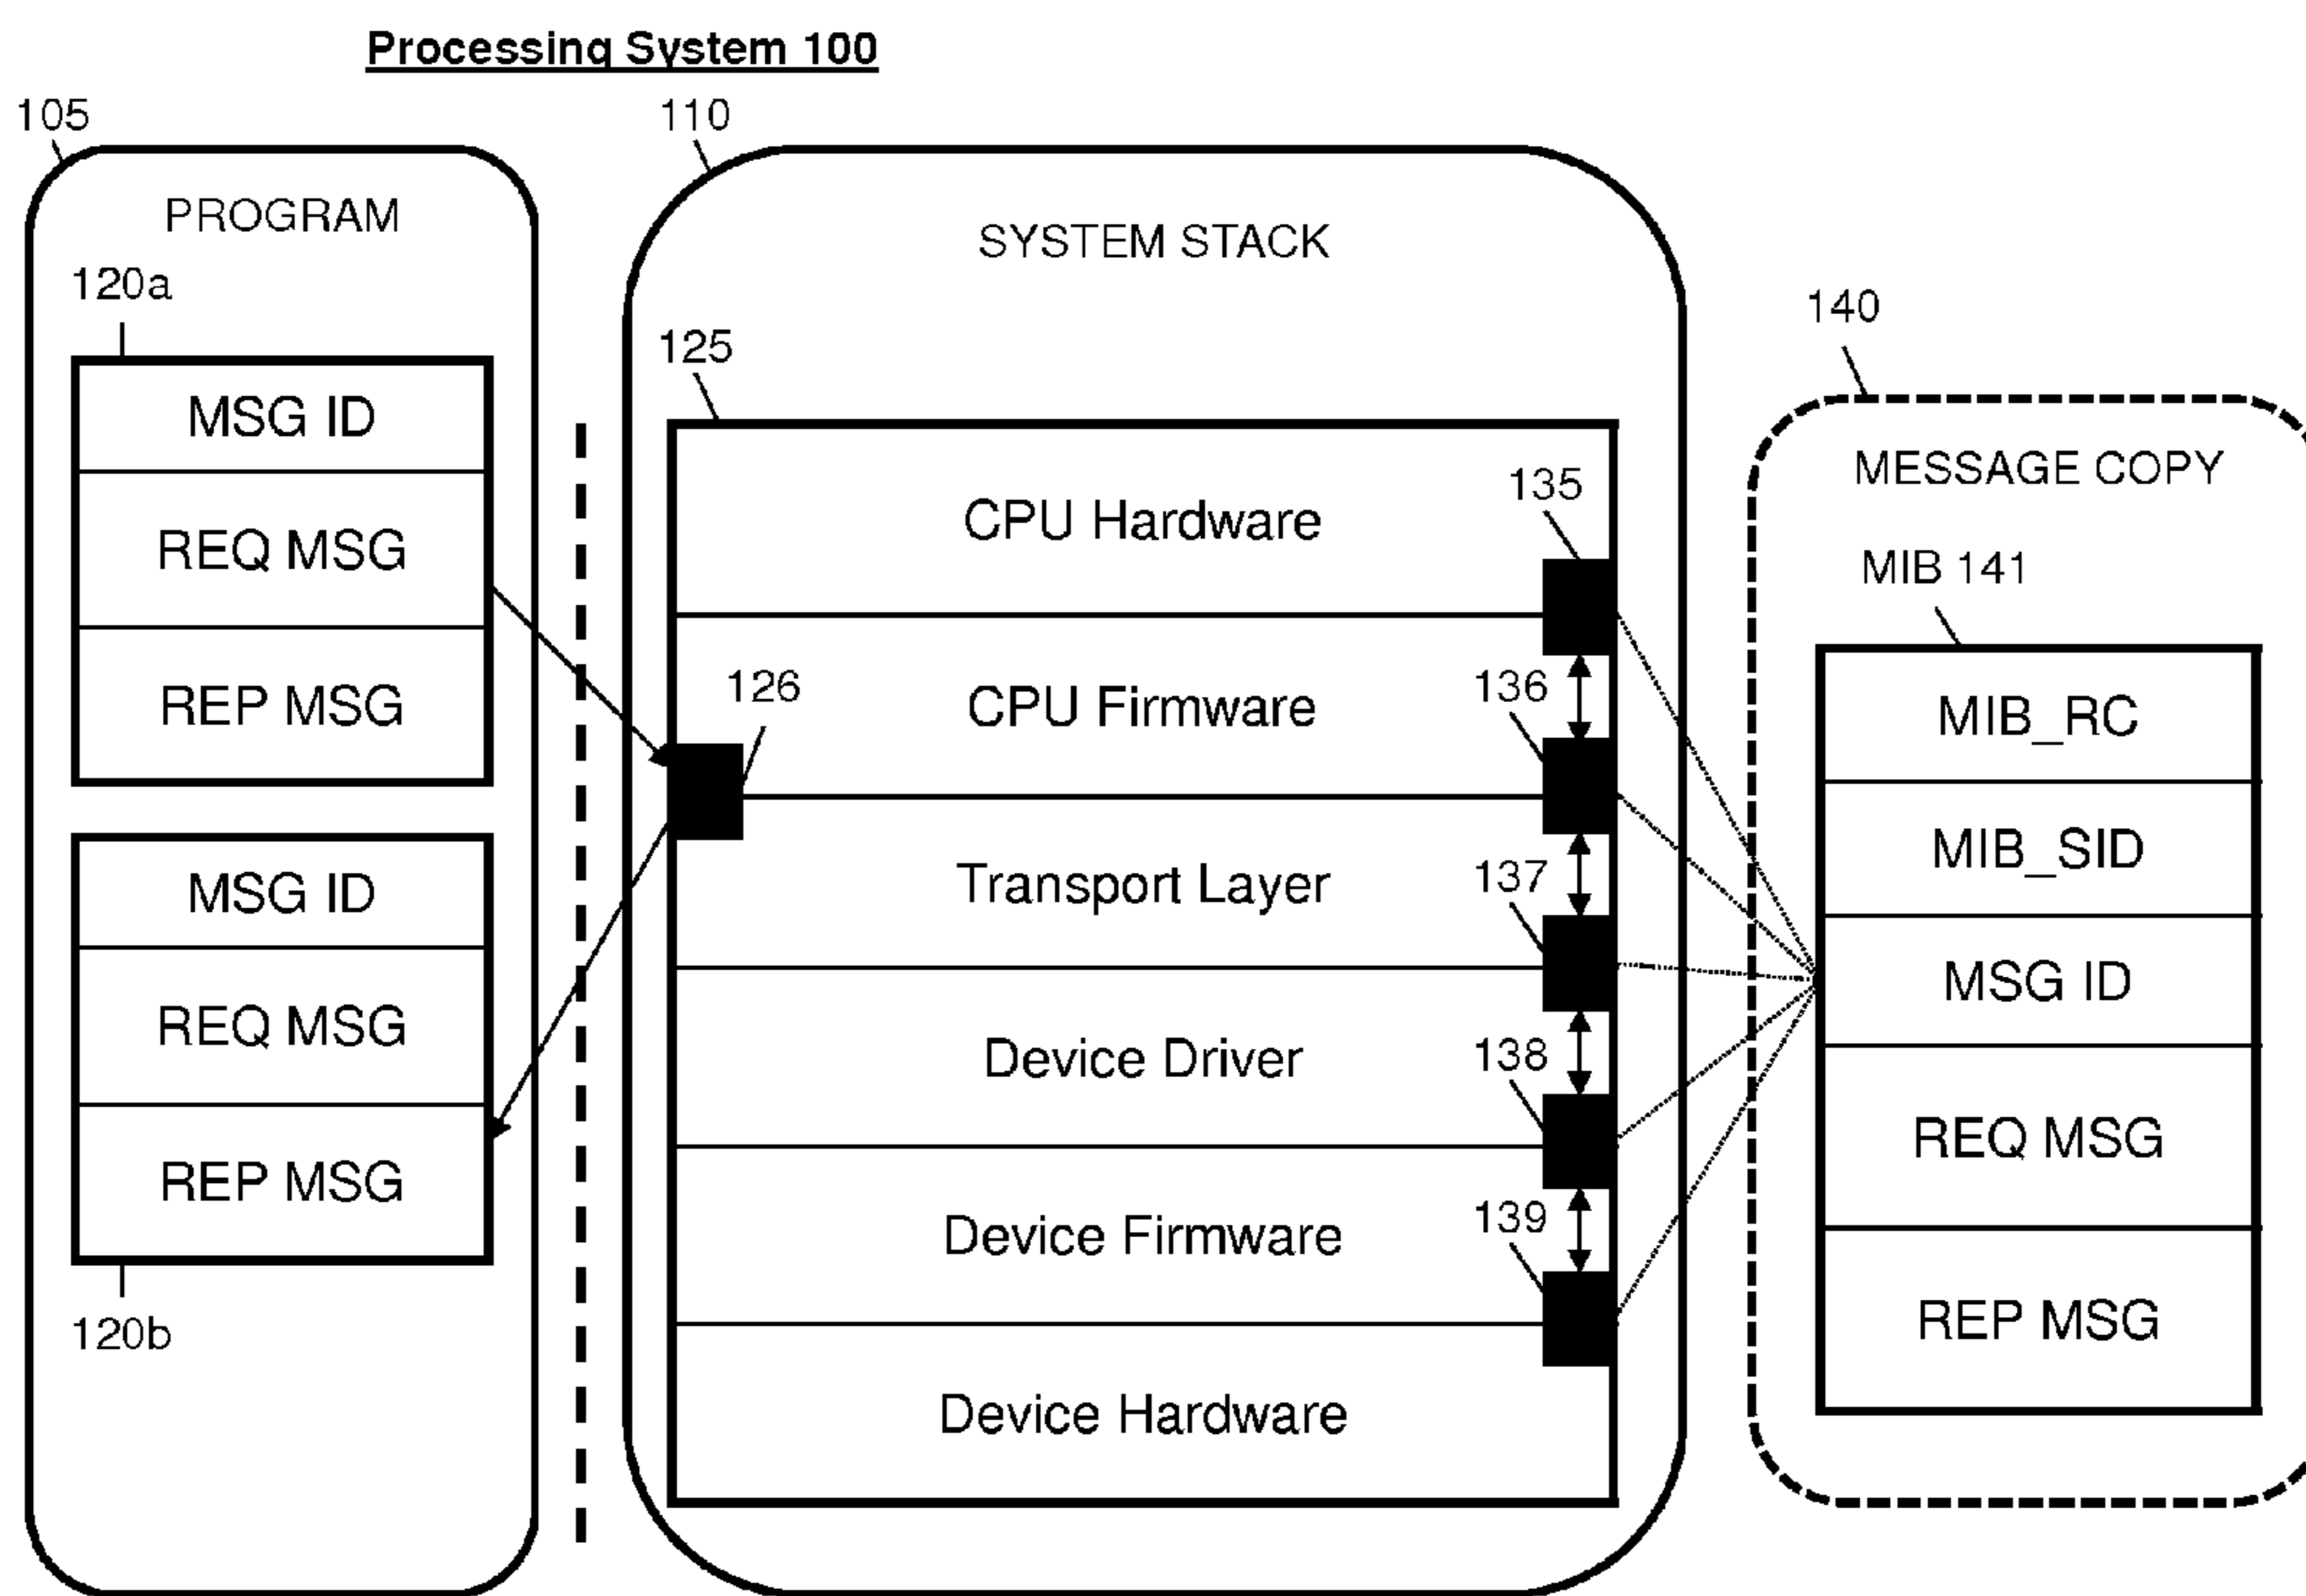 Processing System 100
105
110
PROGRAM
SYSTEM STACK
120a
140
125
MSG ID
MESSAGE COPY
135
CPU Hardware
REQ MSG
MIB 141
126
136
REP MSG
CPU Firmware
MIB_RC
MIB_SID
137
MSG ID
Transport Layer
MSG ID
REQ MSG
138
Device Driver
REQ MSG
REP MSG
139
Device Firmware
REP MSG
120b
Device Hardware